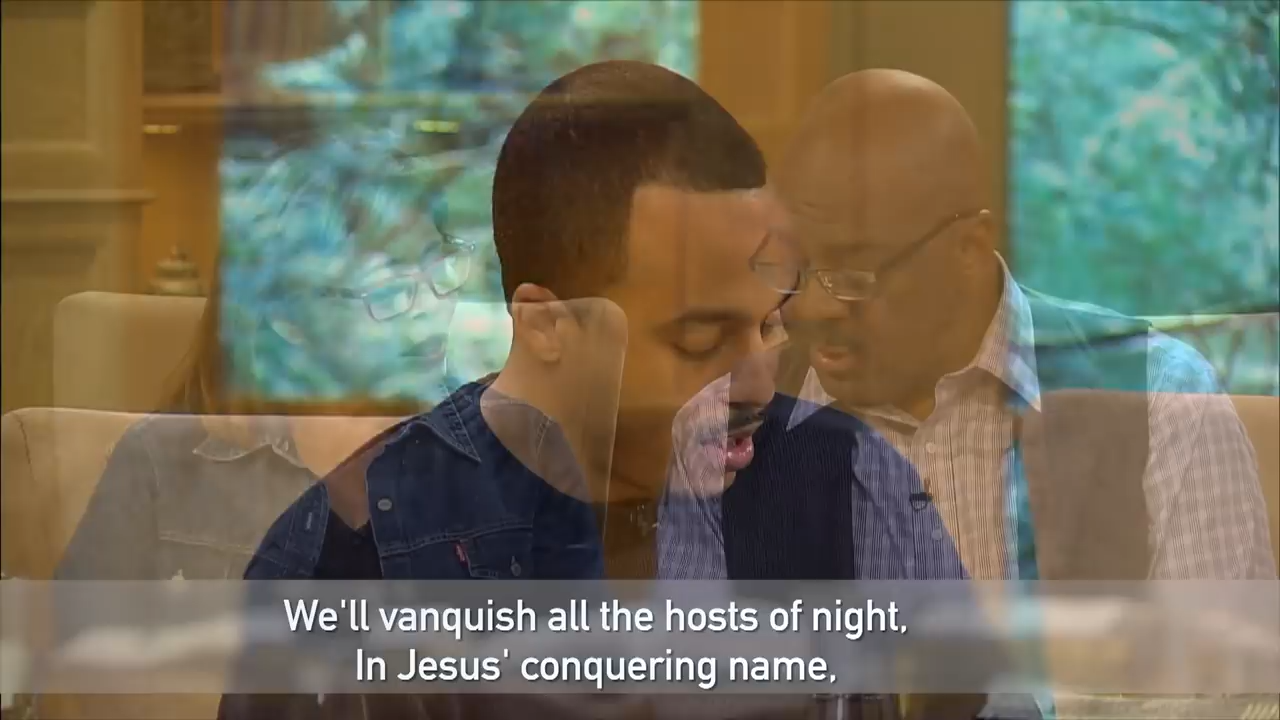 We'll vanquish all the hosts of night,
In Jesus' conquering name,